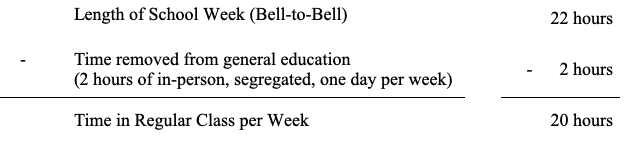 Length of School Week (Bell-to-Bell) 22 hours
- Time removed from general education
(2 hours of in-person, segregated, one day per week) - 2 hours
Time in Regular Class per Week 20 hours